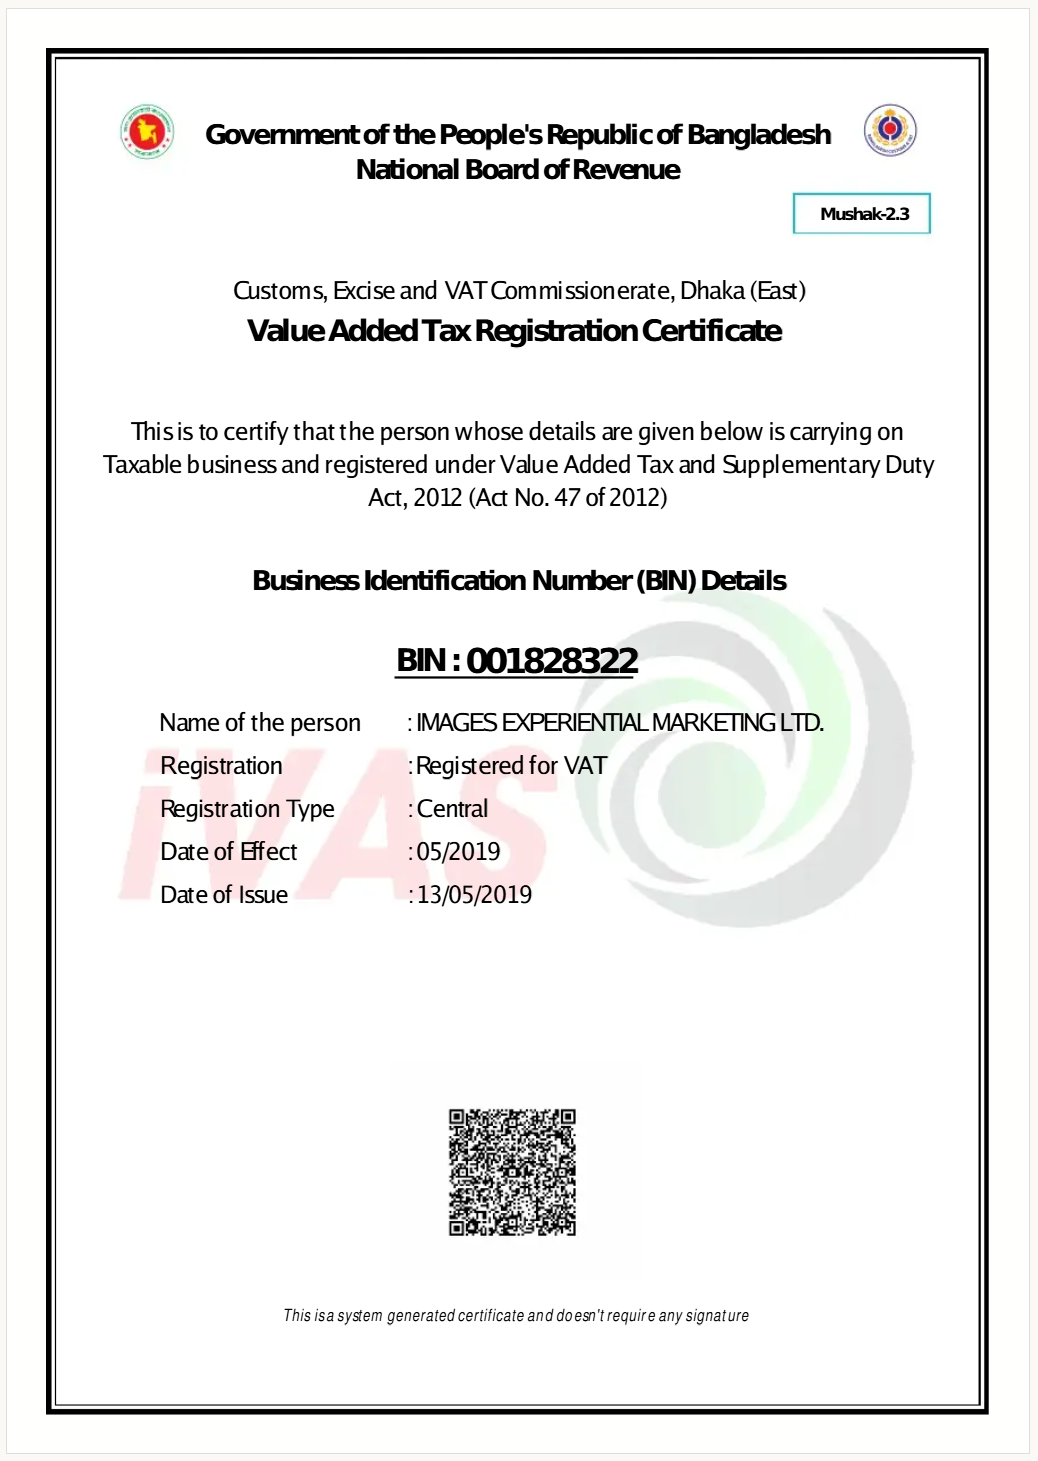 Government of the People's Republic of Bangladesh
National Board of Revenue
Mushak-2.3
Customs, Excise and VAT Commissionerate, Dhaka (East)
Value Added Tax Registration Certificate
This is to certify that the person whose details are given below is carrying on
Taxable business and registered under Value Added Tax and Supplementary Duty
Act, 2012 (Act No. 47 of 2012)
Business Identification Number (BIN) Details
BIN : 001828322
Name of the person : IMAGES EXPERIENTIAL MARKETING LTD.
Registration : Registered for VAT
Registration Type : Central
Date of Effect : 05/2019
Date of Issue : 13/05/2019
iVAS
This is a system generated certificate and doesn't require any signature